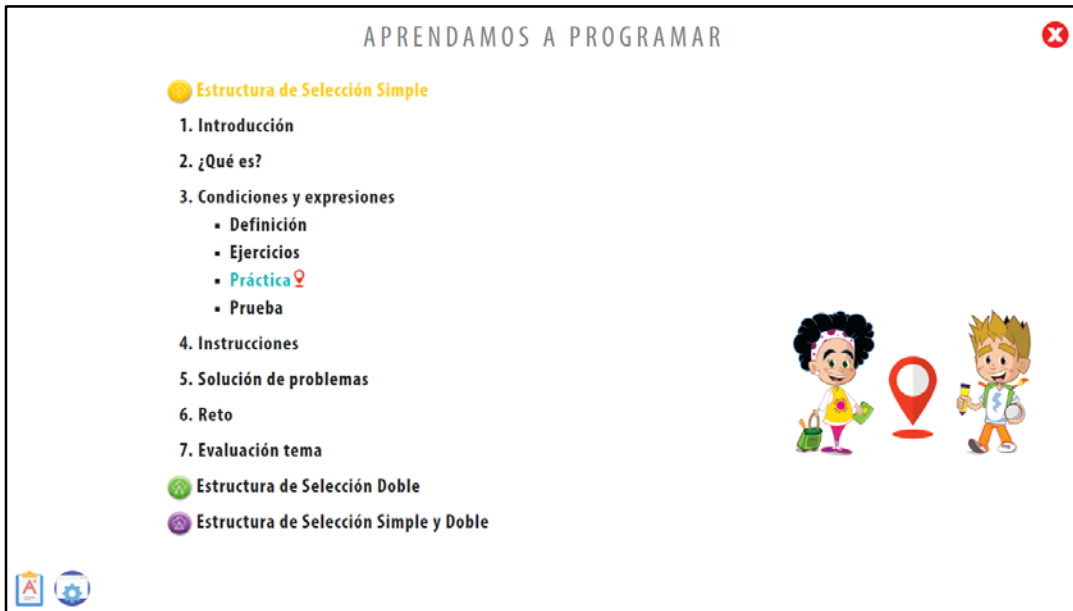 APRENDAMOS A PROGRAMAR
Estructura de Selección Simple
1. Introducción
2. ¿Qué es?
3. Condiciones y expresiones
▪ Definición
▪ Ejercicios
▪ Práctica
▪ Prueba
4. Instrucciones
5. Solución de problemas
6. Reto
7. Evaluación tema
Estructura de Selección Doble
Estructura de Selección Simple y Doble